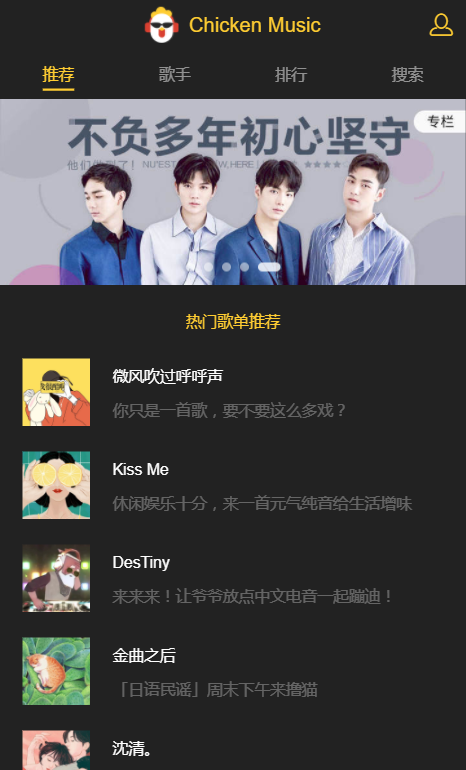 Chicken Music
推荐
歌手
排行
搜索
专栏
不负多年初心坚守
他们做到了! NU'EST
HERE
★★★★
热门歌单推荐
微风吹过呼呼声
你只是一首歌，要不要这么多戏？
Kiss Me
休闲娱乐十分，来一首元气纯音给生活增味
DesTiny
来来来！让爷爷放点中文电音一起蹦迪！
金曲之后
「日语民谣」周末下午来撸猫
沈清。